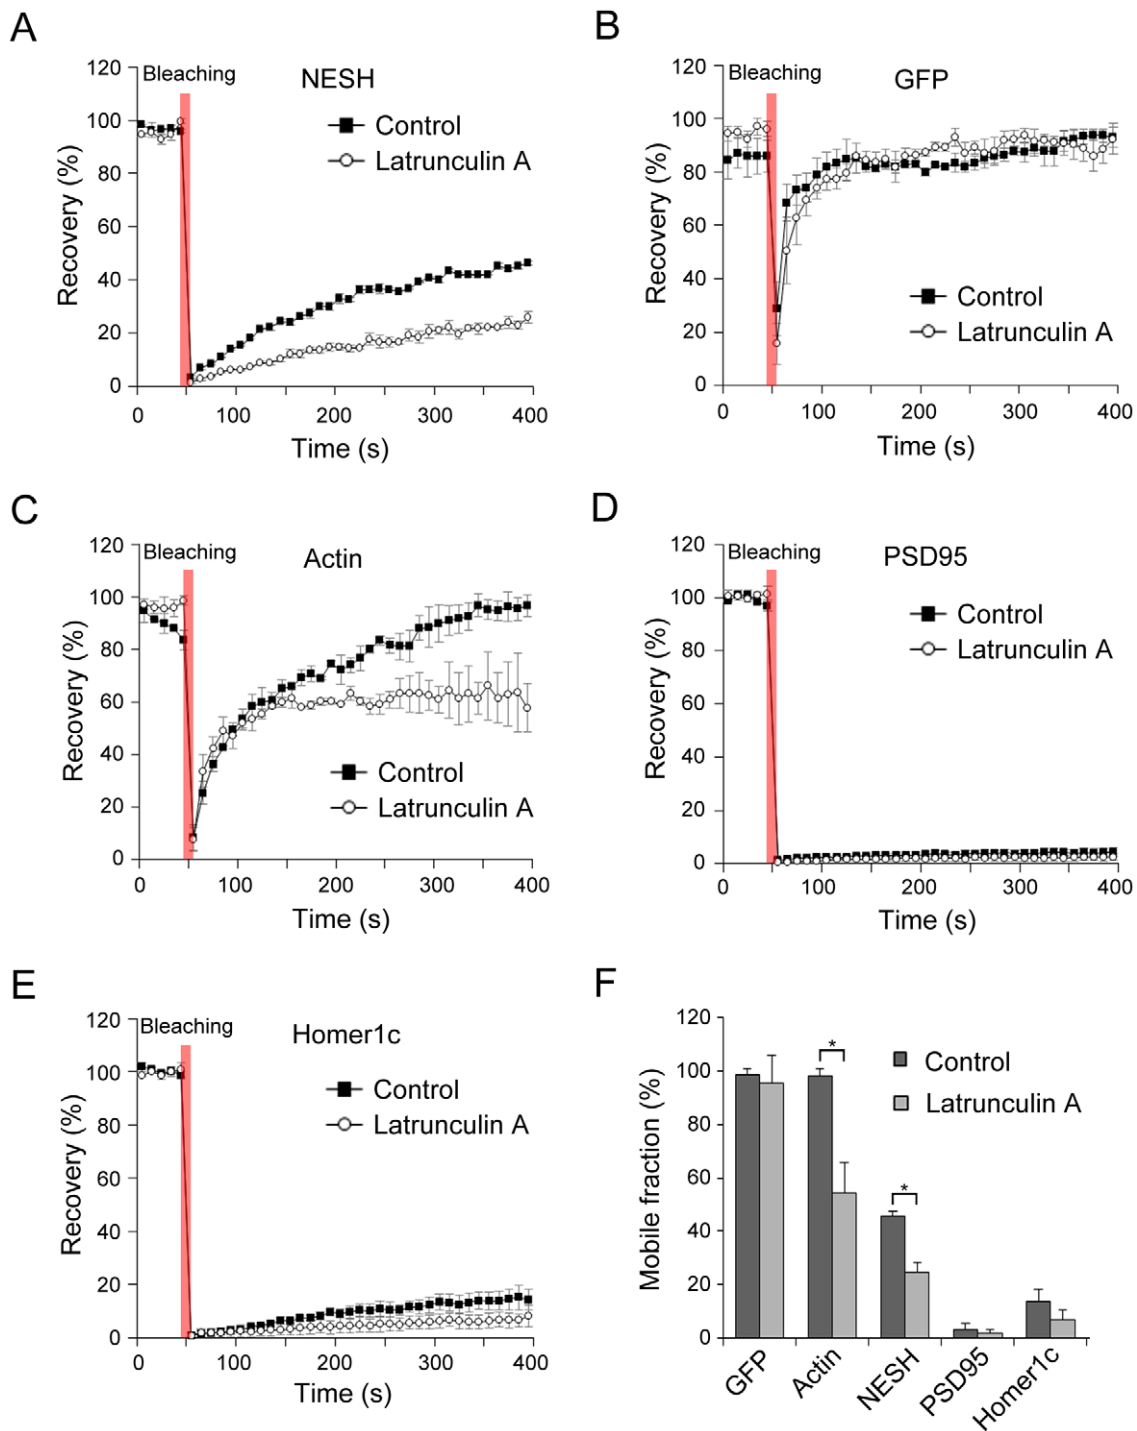 A
Bleaching
NESH
Control
Latrunculin A
Recovery (%)
120
100
80
60
40
20
0
0 100 200 300 400
Time (s)
B
Bleaching
GFP
Control
Latrunculin A
Recovery (%)
120
100
80
60
40
20
0
0 100 200 300 400
Time (s)
C
Bleaching
Actin
Control
Latrunculin A
Recovery (%)
120
100
80
60
40
20
0
0 100 200 300 400
Time (s)
D
Bleaching
PSD95
Control
Latrunculin A
Recovery (%)
120
100
80
60
40
20
0
0 100 200 300 400
Time (s)
E
Bleaching
Homer1c
Control
Latrunculin A
Recovery (%)
120
100
80
60
40
20
0
0 100 200 300 400
Time (s)
F
Control
Latrunculin A
*
*
Mobile fraction (%)
120
100
80
60
40
20
0
GFP
Actin
NESH
PSD95
Homer1c